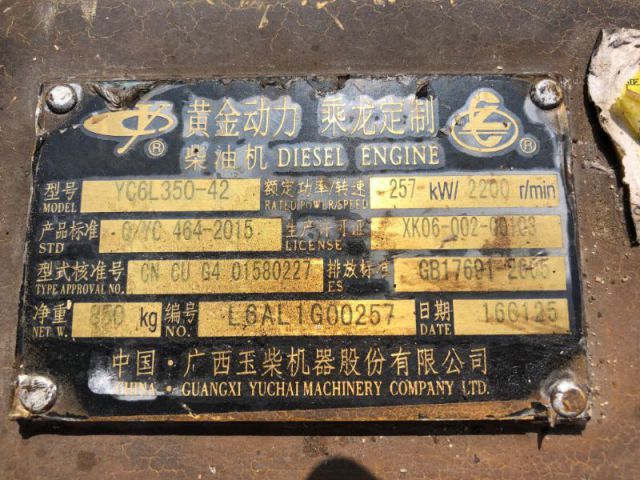 黄金动力 乘龙定制
柴油机 DIESEL ENGINE
型号 MODEL YC6L350-42 额定功率/转速 RATED POWER/SPEED 257 kW/ 2200 r/min
产品标准 STD Q/YC 464-2015 生产许可证 LICENSE XK06-002-00103
型式核准号 TYPE APPROVAL NO. CN CU G4 01580227 排放标准 ES GB17691-2005
净重 NET W. 850 kg 编号 NO. L6AL1G00257 日期 DATE 160125
中国·广西玉柴机器股份有限公司
CHINA · GUANGXI YUCHAI MACHINERY COMPANY LTD.